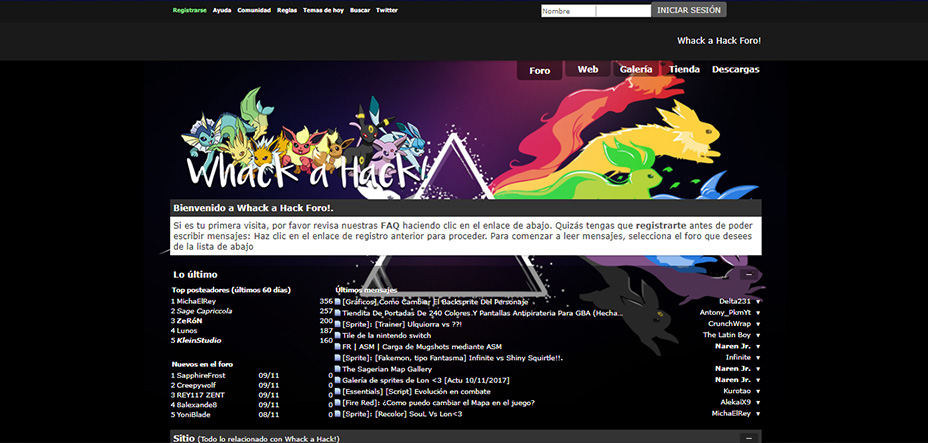 Registrarse Ayuda Comunidad Reglas Temas de hoy Buscar Twitter
Nombre INICIAR SESIÓN
Whack a Hack Foro!
Foro Web Galería Tienda Descargas
Whack a Hack!
Bienvenido a Whack a Hack Foro!.
Si es tu primera visita, por favor revisa nuestras FAQ haciendo clic en el enlace de abajo. Quizás tengas que registrarte antes de poder
escribir mensajes: Haz clic en el enlace de registro anterior para proceder. Para comenzar a leer mensajes, selecciona el foro que desees
de la lista de abajo
Lo último
Top posteadores (últimos 60 días)
1 MichaElRey 356
2 Sage Capriccola 257
3 ZeRóN 200
4 Lunos 187
5 KleinStudio 160
Nuevos en el foro
1 SapphireFrost 09/11 0
2 Creepywolf 09/11 0
3 REY117 ZENT 09/11 0
4 8alexande8 09/11 0
5 YoniBlade 08/11 0
Últimos mensajes
[Gráficos] Como Cambiar El Backsprite Del Personaje Delta231
Tiendita De Portadas De 240 Colores Y Pantallas Antipirateria Para GBA (Hecha... Antony_PkmYt
[Sprite]: [Trainer] Ulquiorra vs ??! CrunchWrap
Tile de la nintendo switch The Latin Boy
FR | ASM | Carga de Mugshots mediante ASM Naren Jr.
[Sprite]: [Fakemon, tipo Fantasma] Infinite vs Shiny Squirtle!!. Infinite
The Sagerian Map Gallery Naren Jr.
Galería de sprites de Lon <3 [Actu 10/11/2017] Naren Jr.
[Essentials] [Script] Evolución en combate Kurotao
[Fire Red]: ¿Como puedo cambiar el Mapa en el juego? AlekaiX9
[Sprite]: [Recolor] SouL Vs Lon<3 MichaElRey
Sitio (Todo lo relacionado con Whack a Hack!)